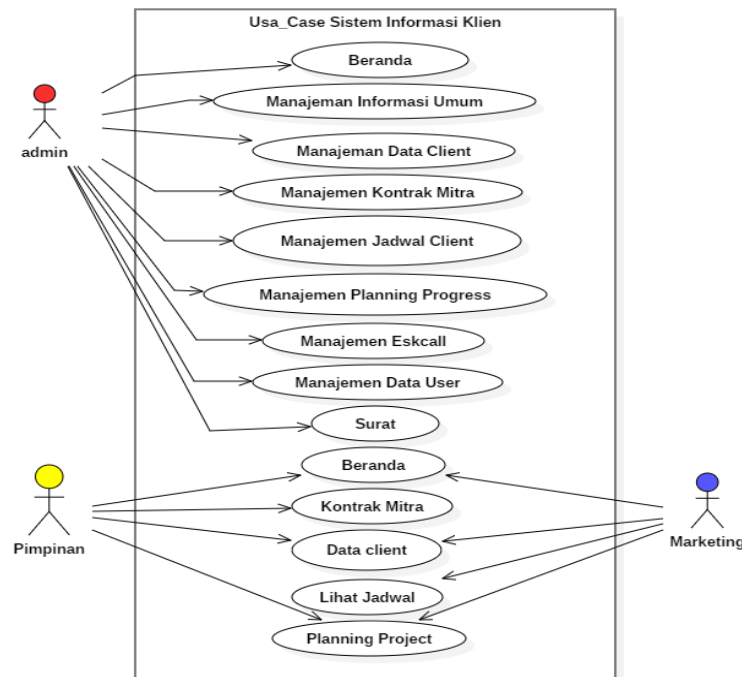 Usa_Case Sistem Informasi Klien
Beranda
Manajeman Informasi Umum
admin
Manajeman Data Client
Manajemen Kontrak Mitra
Manajemen Jadwal Client
Manajemen Planning Progress
Manajemen Eskcall
Manajemen Data User
Surat
Beranda
Kontrak Mitra
Pimpinan
Marketing
Data client
Lihat Jadwal
Planning Project